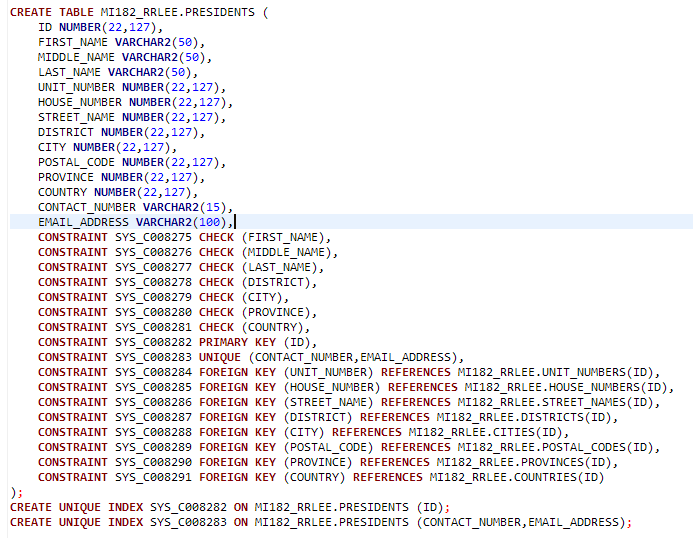 CREATE TABLE MI182_RRLEE.PRESIDENTS (
ID NUMBER(22,127),
FIRST_NAME VARCHAR2(50),
MIDDLE_NAME VARCHAR2(50),
LAST_NAME VARCHAR2(50),
UNIT_NUMBER NUMBER(22,127),
HOUSE_NUMBER NUMBER(22,127),
STREET_NAME NUMBER(22,127),
DISTRICT NUMBER(22,127),
CITY NUMBER(22,127),
POSTAL_CODE NUMBER(22,127),
PROVINCE NUMBER(22,127),
COUNTRY NUMBER(22,127),
CONTACT_NUMBER VARCHAR2(15),
EMAIL_ADDRESS VARCHAR2(100),
CONSTRAINT SYS_C008275 CHECK (FIRST_NAME),
CONSTRAINT SYS_C008276 CHECK (MIDDLE_NAME),
CONSTRAINT SYS_C008277 CHECK (LAST_NAME),
CONSTRAINT SYS_C008278 CHECK (DISTRICT),
CONSTRAINT SYS_C008279 CHECK (CITY),
CONSTRAINT SYS_C008280 CHECK (PROVINCE),
CONSTRAINT SYS_C008281 CHECK (COUNTRY),
CONSTRAINT SYS_C008282 PRIMARY KEY (ID),
CONSTRAINT SYS_C008283 UNIQUE (CONTACT_NUMBER,EMAIL_ADDRESS),
CONSTRAINT SYS_C008284 FOREIGN KEY (UNIT_NUMBER) REFERENCES MI182_RRLEE.UNIT_NUMBERS(ID),
CONSTRAINT SYS_C008285 FOREIGN KEY (HOUSE_NUMBER) REFERENCES MI182_RRLEE.HOUSE_NUMBERS(ID),
CONSTRAINT SYS_C008286 FOREIGN KEY (STREET_NAME) REFERENCES MI182_RRLEE.STREET_NAMES(ID),
CONSTRAINT SYS_C008287 FOREIGN KEY (DISTRICT) REFERENCES MI182_RRLEE.DISTRICTS(ID),
CONSTRAINT SYS_C008288 FOREIGN KEY (CITY) REFERENCES MI182_RRLEE.CITIES(ID),
CONSTRAINT SYS_C008289 FOREIGN KEY (POSTAL_CODE) REFERENCES MI182_RRLEE.POSTAL_CODES(ID),
CONSTRAINT SYS_C008290 FOREIGN KEY (PROVINCE) REFERENCES MI182_RRLEE.PROVINCES(ID),
CONSTRAINT SYS_C008291 FOREIGN KEY (COUNTRY) REFERENCES MI182_RRLEE.COUNTRIES(ID)
);
CREATE UNIQUE INDEX SYS_C008282 ON MI182_RRLEE.PRESIDENTS (ID);
CREATE UNIQUE INDEX SYS_C008283 ON MI182_RRLEE.PRESIDENTS (CONTACT_NUMBER,EMAIL_ADDRESS);